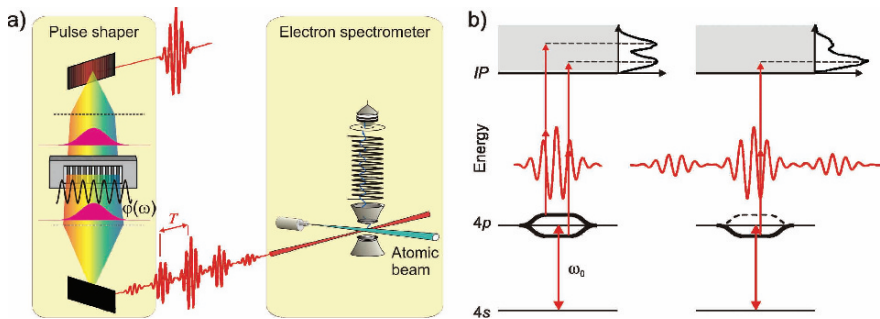 a)
Pulse shaper
Electron spectrometer
φ(ω)
T
Atomic
beam
b)
IP
Energy
4p
ω₀
4s